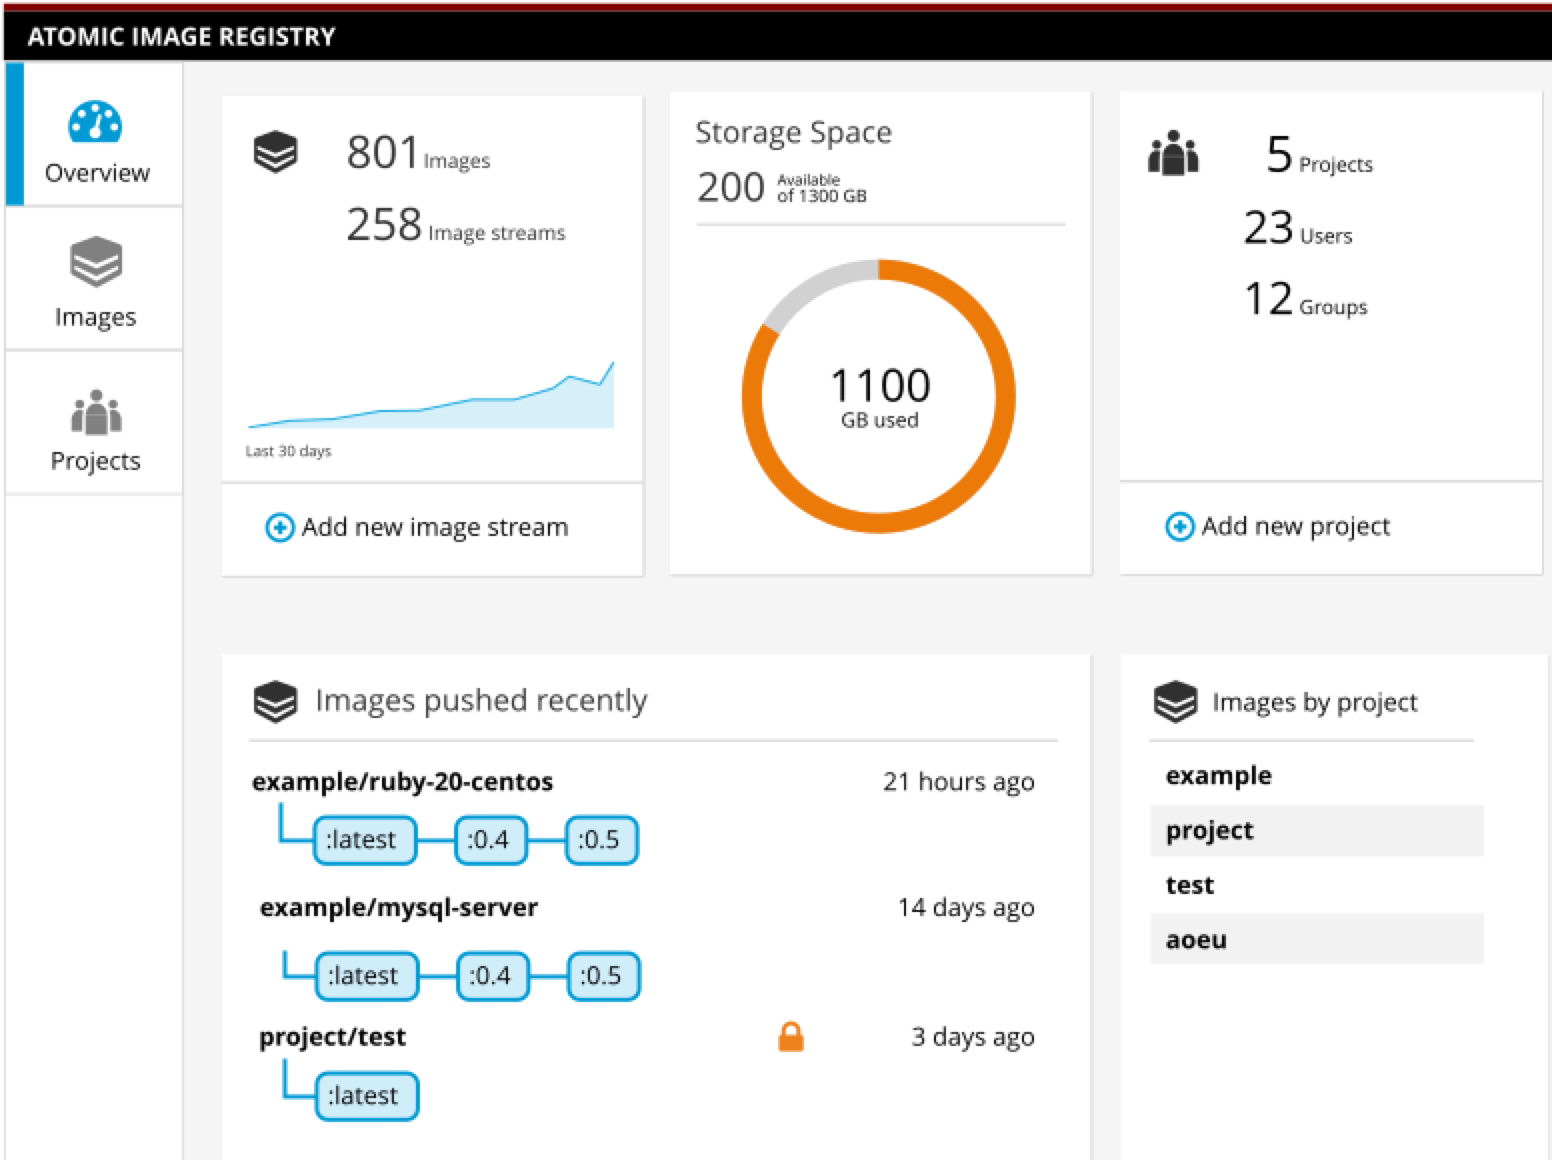 ATOMIC IMAGE REGISTRY
Overview
Images
Projects
801 Images
258 Image streams
Last 30 days
Add new image stream
Storage Space
200 Available of 1300 GB
1100
GB used
5 Projects
23 Users
12 Groups
Add new project
Images pushed recently
example/ruby-20-centos 21 hours ago
:latest :0.4 :0.5
example/mysql-server 14 days ago
:latest :0.4 :0.5
project/test 3 days ago
:latest
Images by project
example
project
test
aoeu